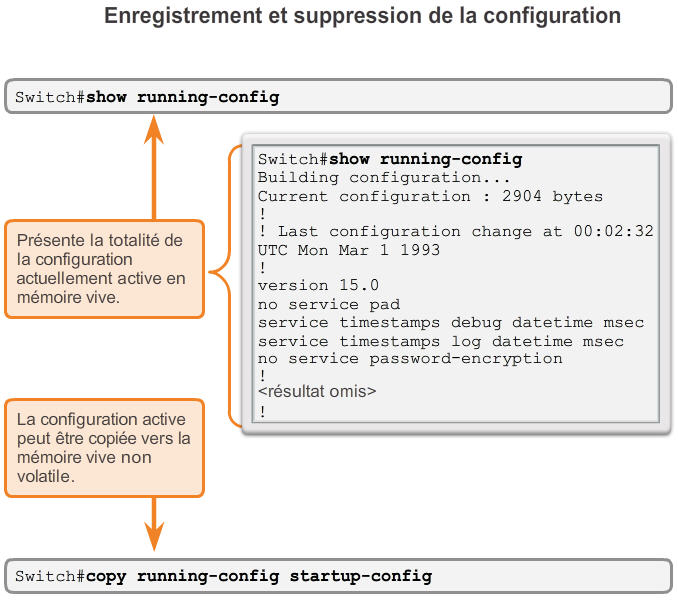 Enregistrement et suppression de la configuration
Switch#show running-config
Switch#show running-config
Building configuration...
Current configuration : 2904 bytes
!
! Last configuration change at 00:02:32
UTC Mon Mar 1 1993
!
version 15.0
no service pad
service timestamps debug datetime msec
service timestamps log datetime msec
no service password-encryption
!
<résultat omis>
!
Présente la totalité de
la configuration
actuellement active en
mémoire vive.
La configuration active
peut être copiée vers la
mémoire vive non
volatile.
Switch#copy running-config startup-config